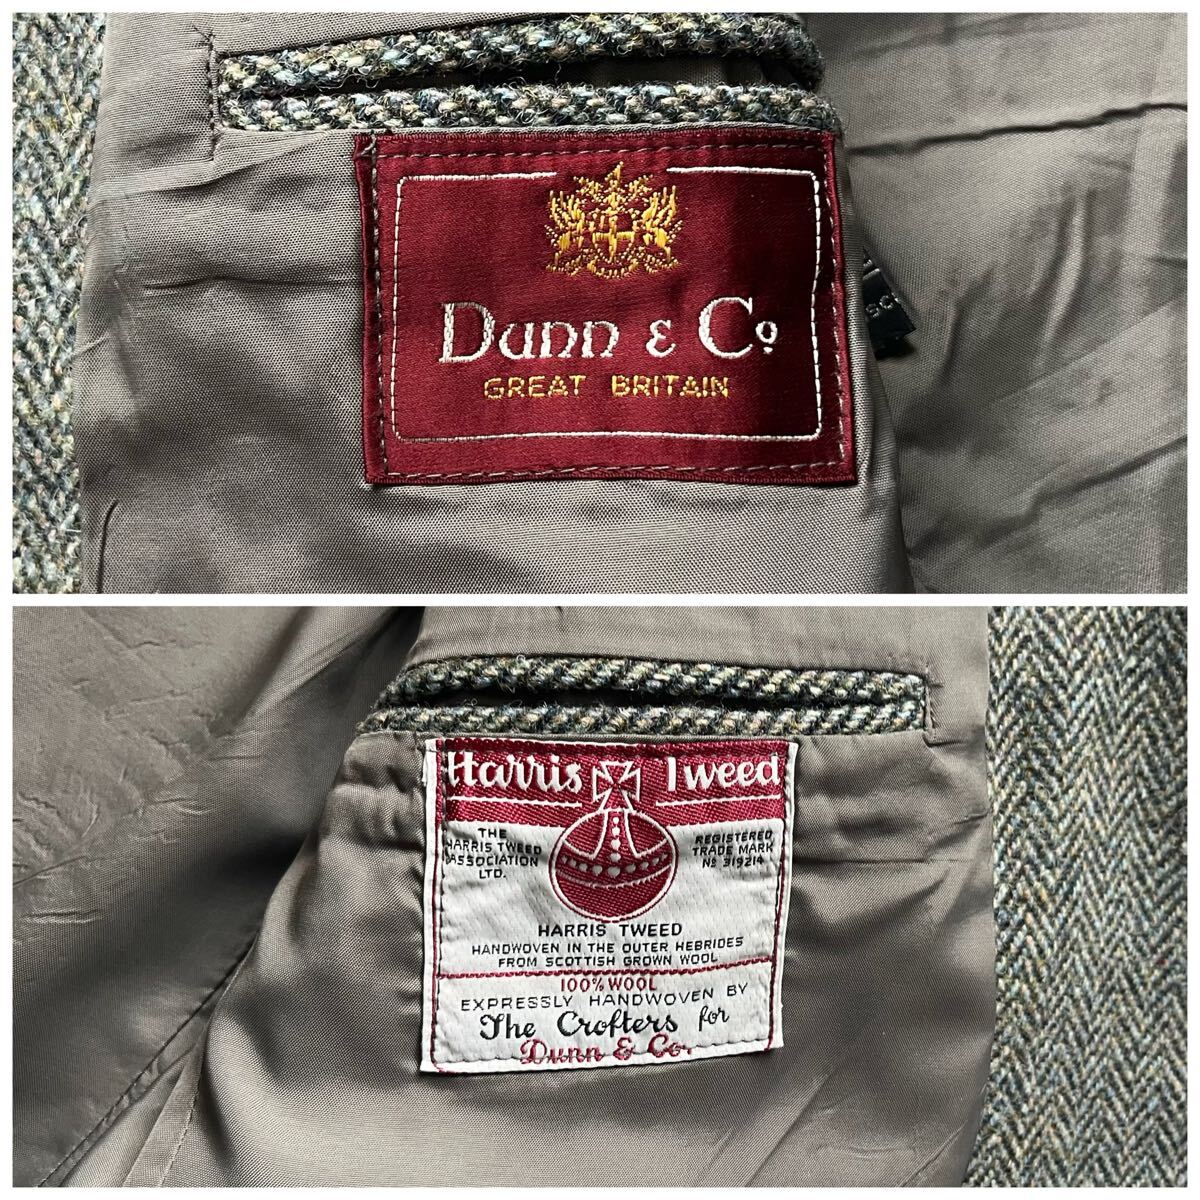 Dunn & Co
GREAT BRITAIN
Harris Tweed
THE
HARRIS TWEED
ASSOCIATION
LTD.
REGISTERED
TRADE MARK
No 319214
HARRIS TWEED
HANDWOVEN IN THE OUTER HEBRIDES
FROM SCOTTISH GROWN WOOL
100% WOOL
EXPRESSLY HANDWOVEN BY
The Crofters for
Dunn & Co.